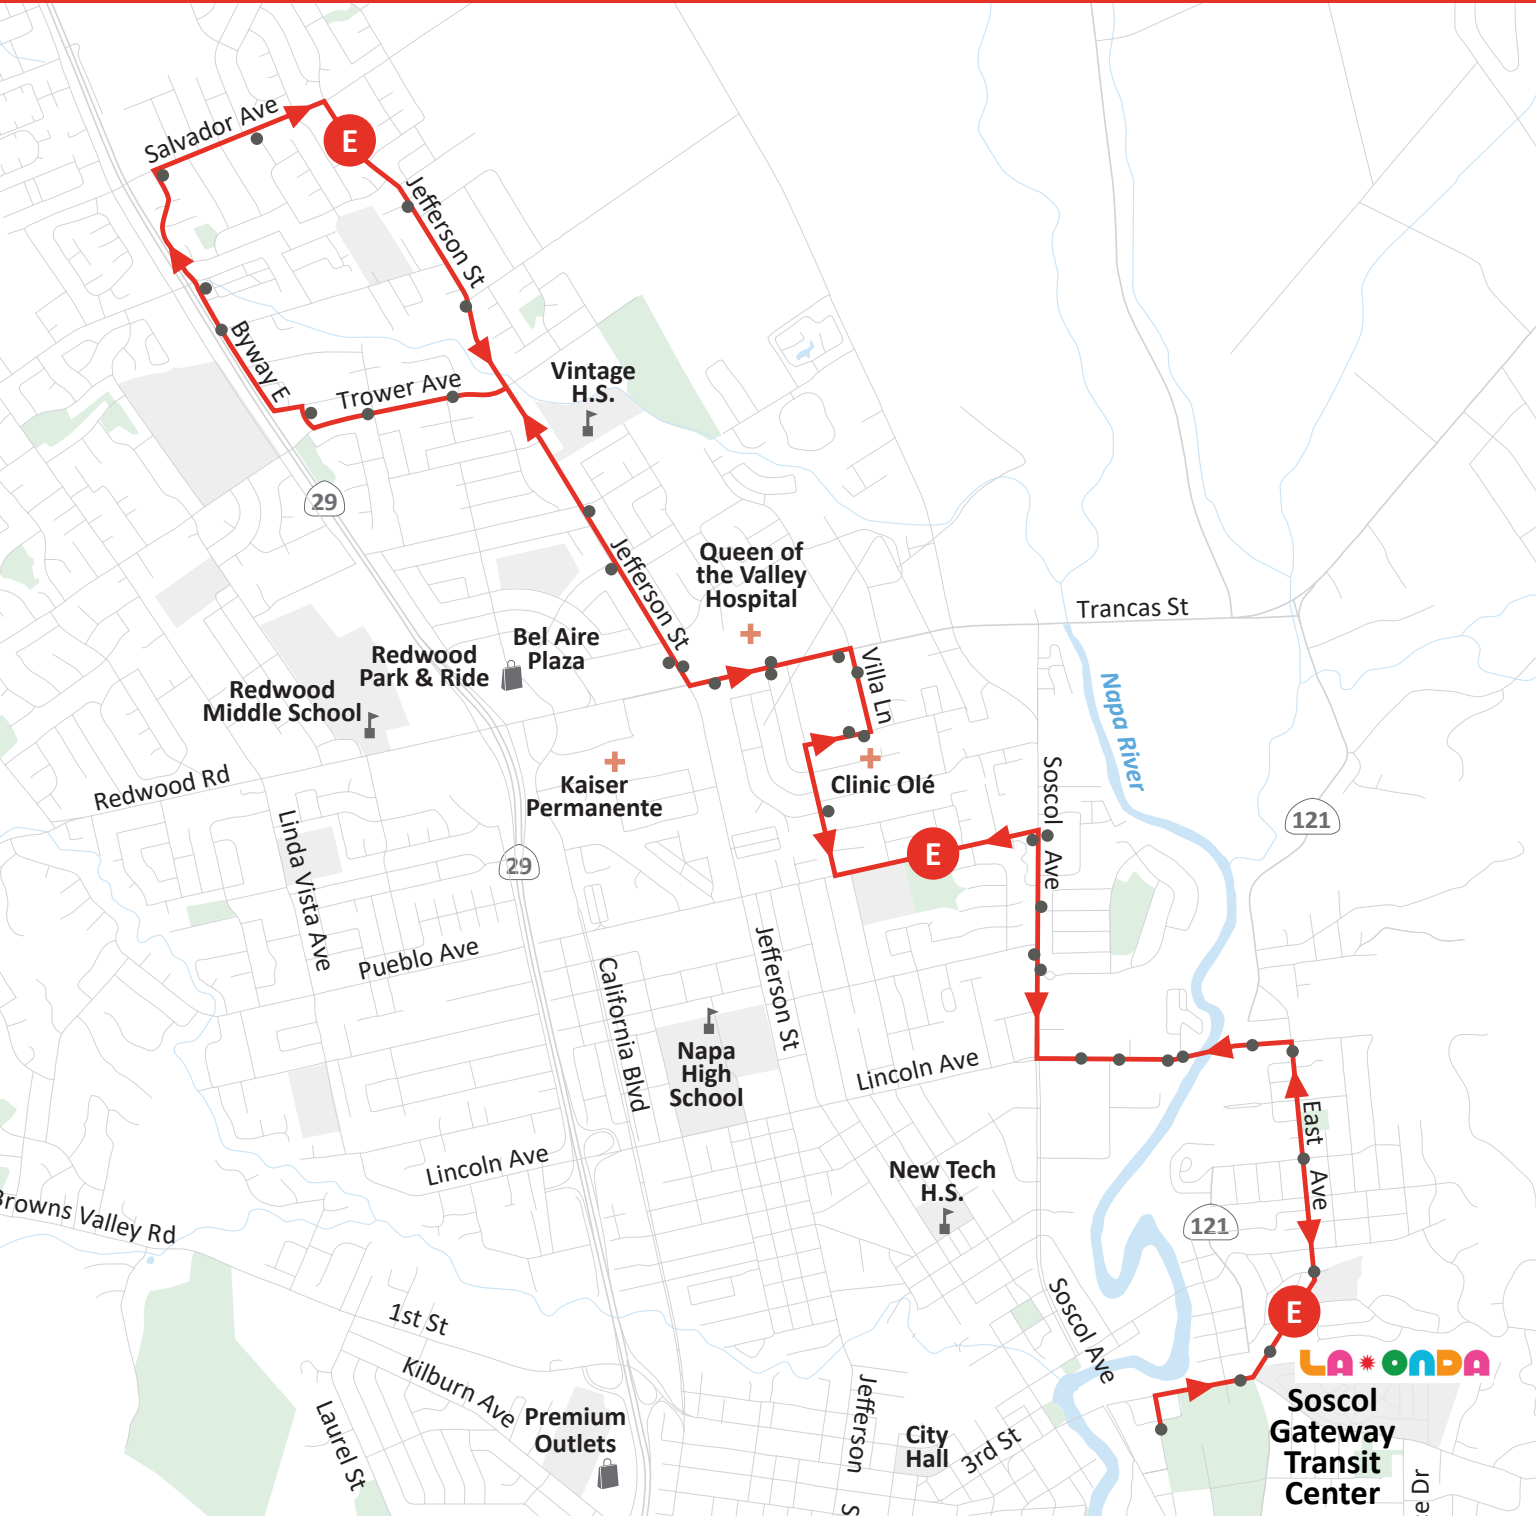 Salvador Ave
E
Jefferson St
Byway E
Trower Ave
Vintage
H.S.
29
Jefferson St
Queen of
the Valley
Hospital
Trancas St
Bel Aire
Plaza
Redwood
Park & Ride
Redwood
Middle School
Villa Ln
Napa River
Redwood Rd
Kaiser
Permanente
Clinic Olé
Soscol Ave
121
Linda Vista Ave
29
E
Pueblo Ave
California Blvd
Jefferson St
Napa
High
School
Lincoln Ave
East Ave
Lincoln Ave
New Tech
H.S.
Browns Valley Rd
121
Soscol Ave
E
1st St
Kilburn Ave
LA ONDA
Soscol
Gateway
Transit
Center
Laurel St
Premium
Outlets
Jefferson S
City
Hall
3rd St
e Dr